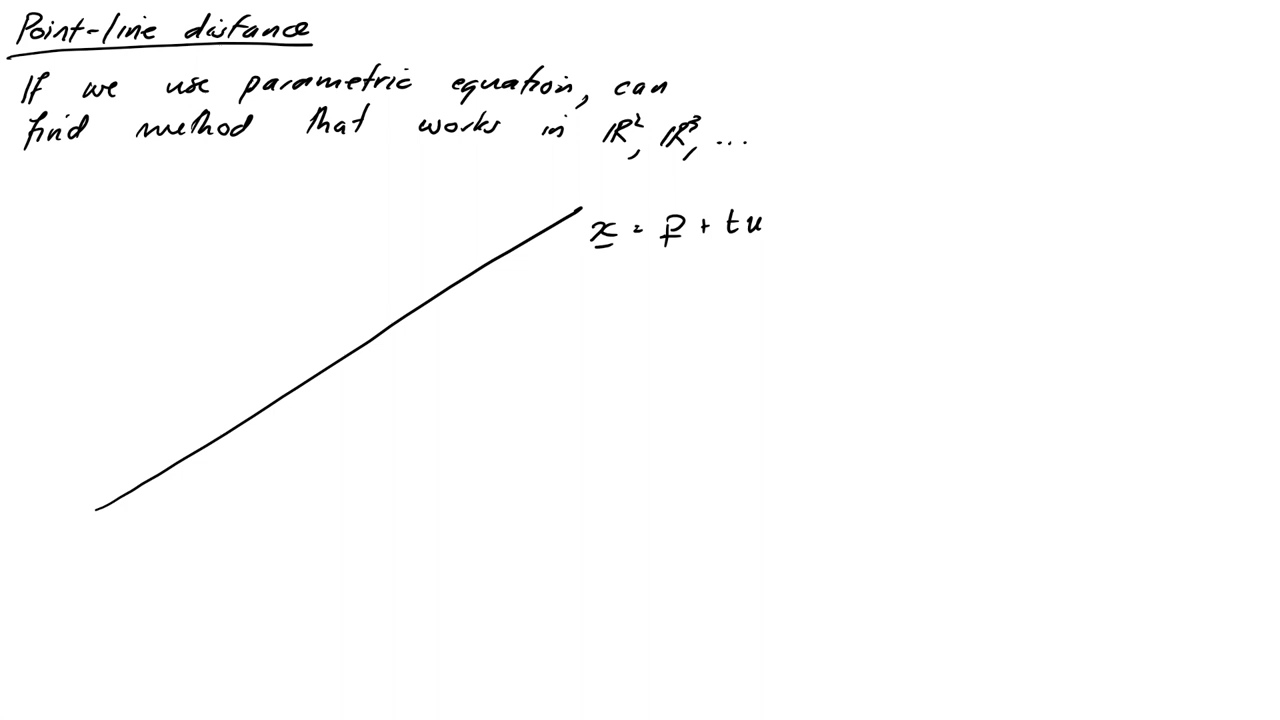 Point-line distance
If we use parametric equation, can
find method that works in ℝ², ℝ³, ...
x = p + tu